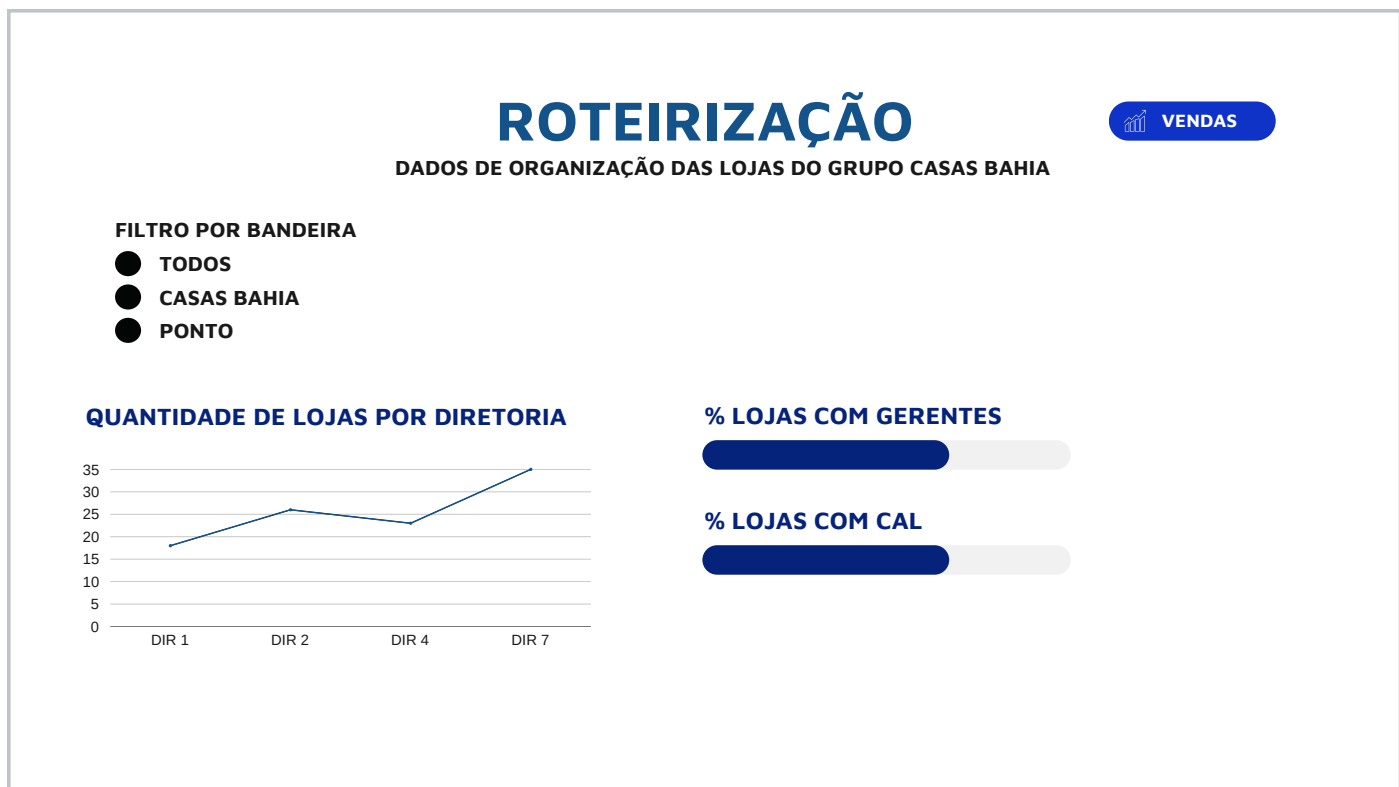 ROTEIRIZAÇÃO
VENDAS
DADOS DE ORGANIZAÇÃO DAS LOJAS DO GRUPO CASAS BAHIA
FILTRO POR BANDEIRA
TODOS
CASAS BAHIA
PONTO
QUANTIDADE DE LOJAS POR DIRETORIA
35
30
25
20
15
10
5
0
DIR 1 DIR 2 DIR 4 DIR 7
% LOJAS COM GERENTES
% LOJAS COM CAL